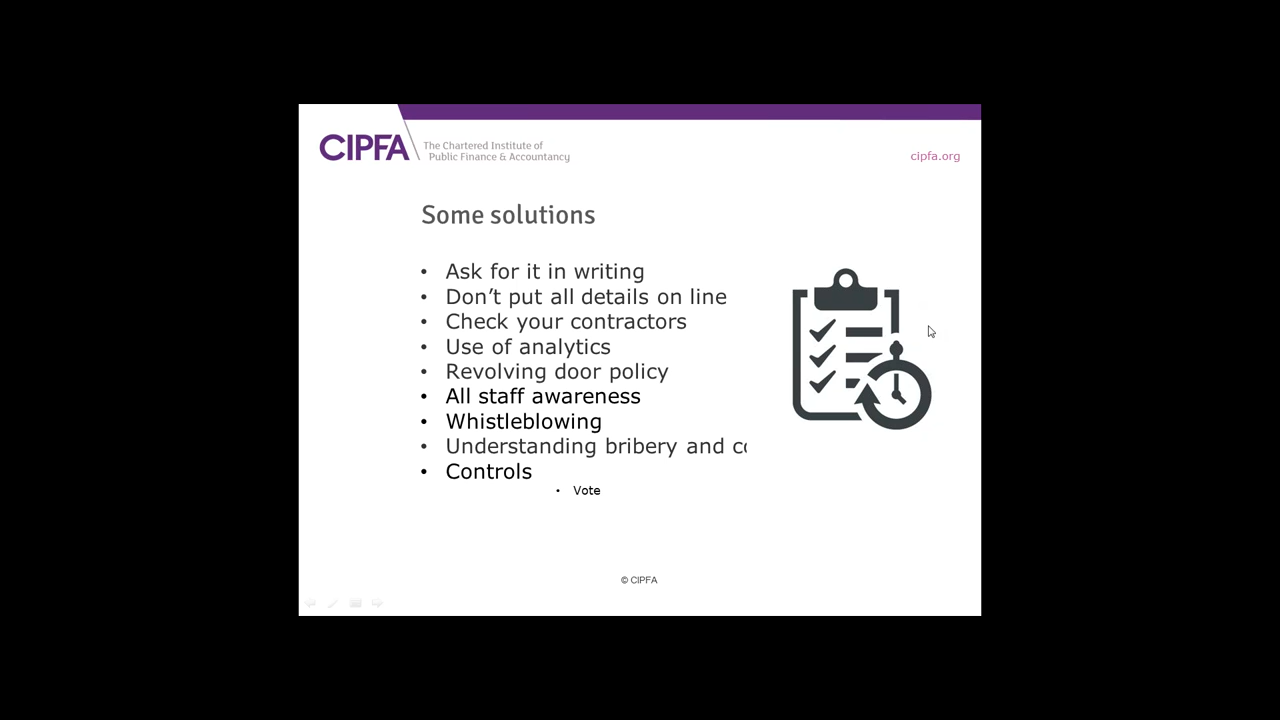 CIPFA
The Chartered Institute of
Public Finance & Accountancy
cipfa.org
Some solutions
• Ask for it in writing
• Don’t put all details on line
• Check your contractors
• Use of analytics
• Revolving door policy
• All staff awareness
• Whistleblowing
• Understanding bribery and
• Controls
• Vote
© CIPFA